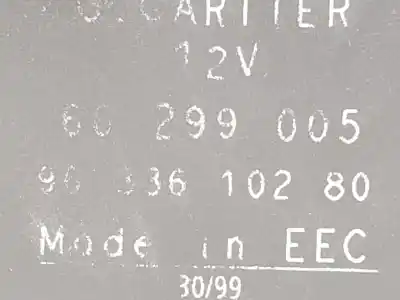 CARTIER
12V
60 299 005
96 336 102 80
Made in EEC
30/99